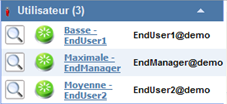 Utilisateur (3)
Basse - EndUser1@demo
EndUser1
Maximale - EndManager@demo
EndManager
Moyenne - EndUser2@demo
EndUser2